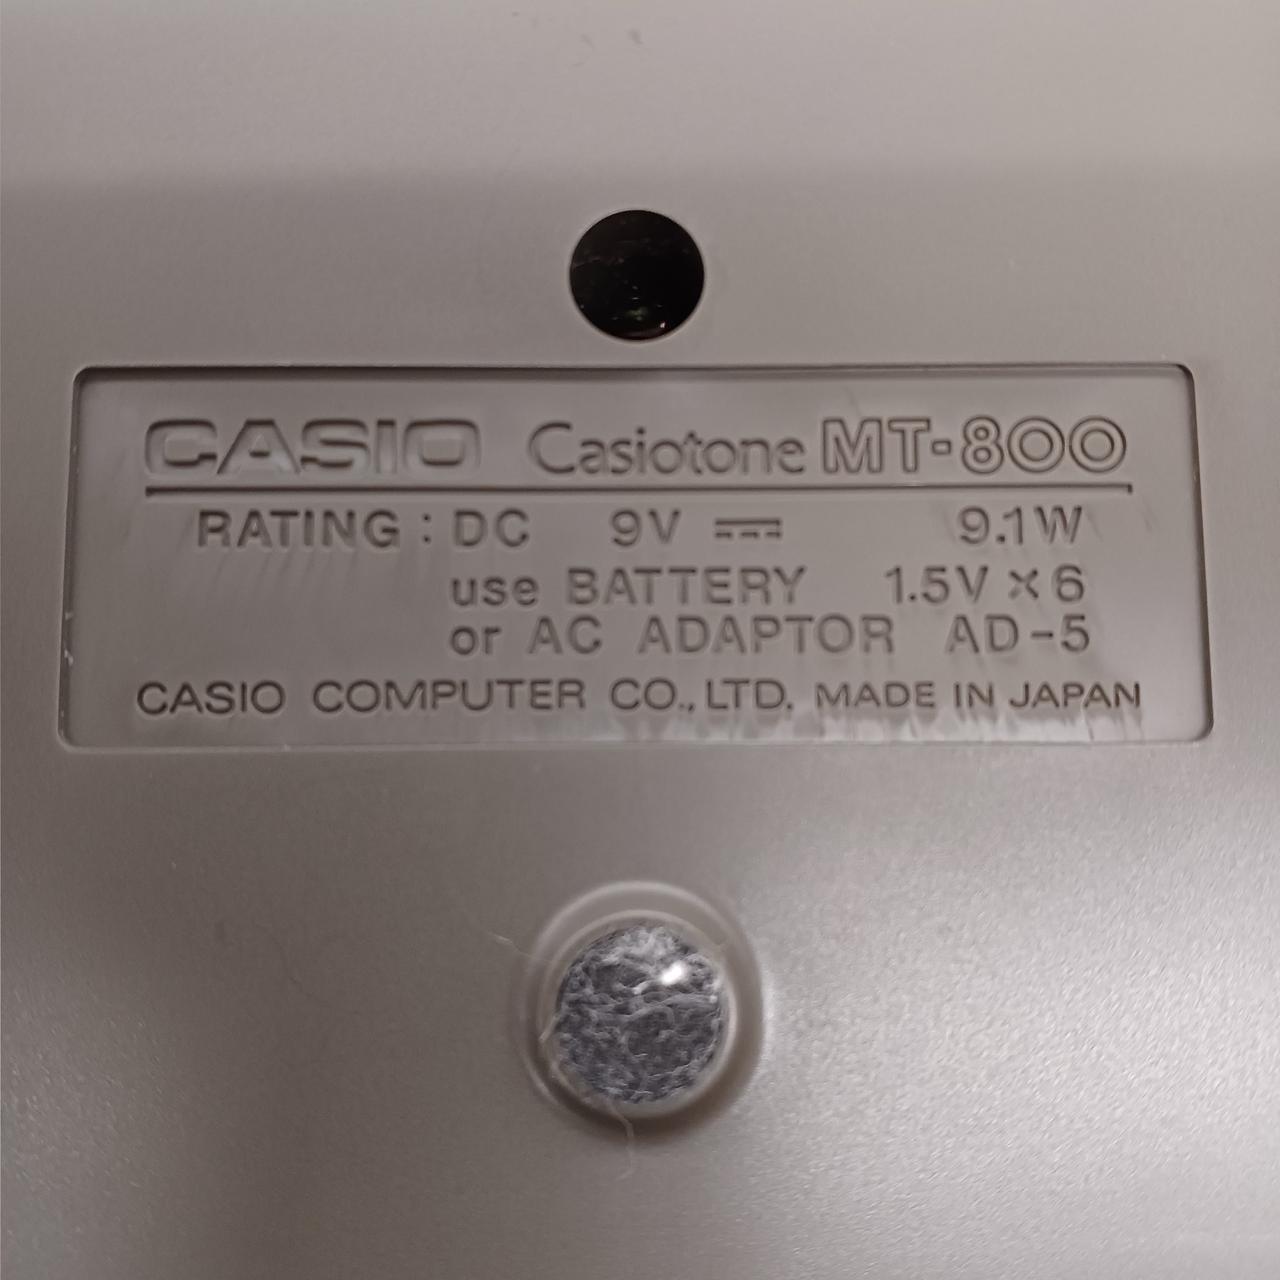 CASIO Casiotone MT-800
RATING : DC 9V ⎓ 9.1W
use BATTERY 1.5V × 6
or AC ADAPTOR AD-5
CASIO COMPUTER CO., LTD. MADE IN JAPAN